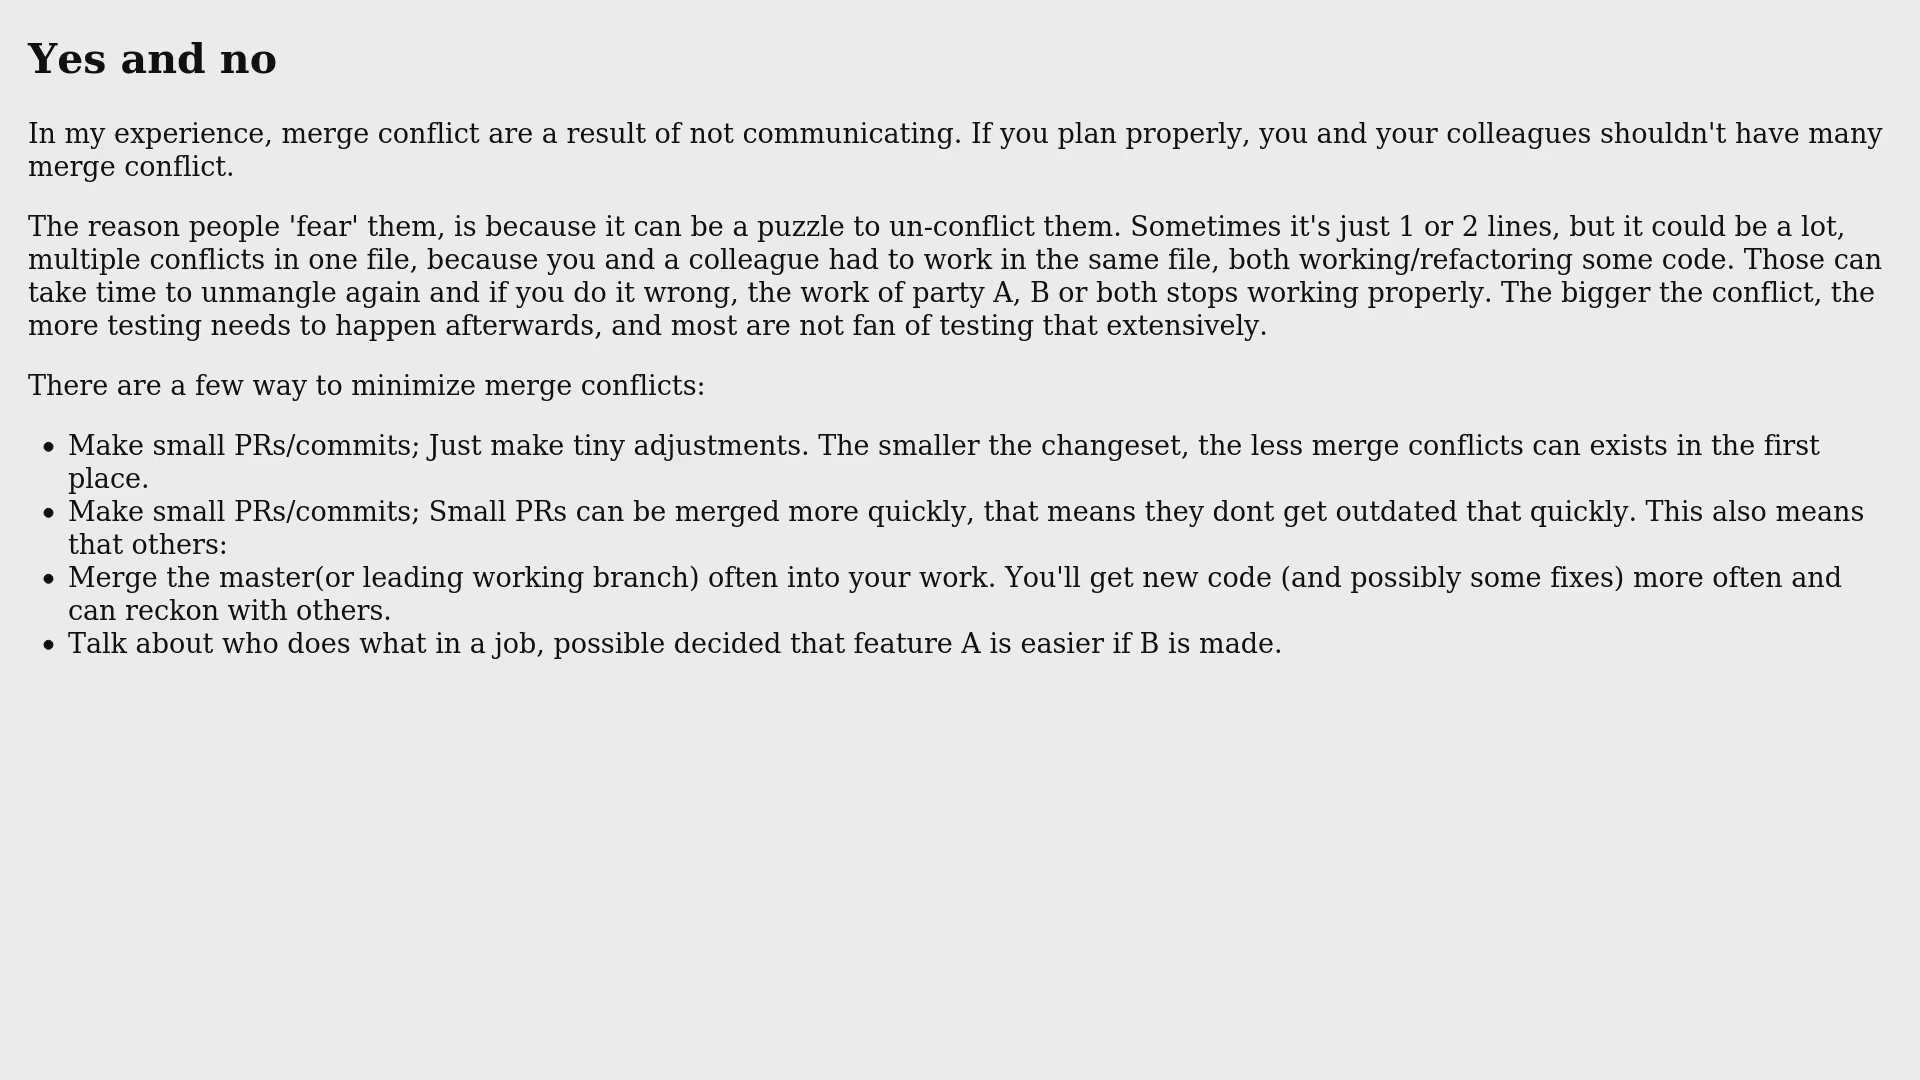 Yes and no
In my experience, merge conflict are a result of not communicating. If you plan properly, you and your colleagues shouldn't have many
merge conflict.
The reason people 'fear' them, is because it can be a puzzle to un-conflict them. Sometimes it's just 1 or 2 lines, but it could be a lot,
multiple conflicts in one file, because you and a colleague had to work in the same file, both working/refactoring some code. Those can
take time to unmangle again and if you do it wrong, the work of party A, B or both stops working properly. The bigger the conflict, the
more testing needs to happen afterwards, and most are not fan of testing that extensively.
There are a few way to minimize merge conflicts:
• Make small PRs/commits; Just make tiny adjustments. The smaller the changeset, the less merge conflicts can exists in the first
place.
• Make small PRs/commits; Small PRs can be merged more quickly, that means they dont get outdated that quickly. This also means
that others:
• Merge the master(or leading working branch) often into your work. You'll get new code (and possibly some fixes) more often and
can reckon with others.
• Talk about who does what in a job, possible decided that feature A is easier if B is made.